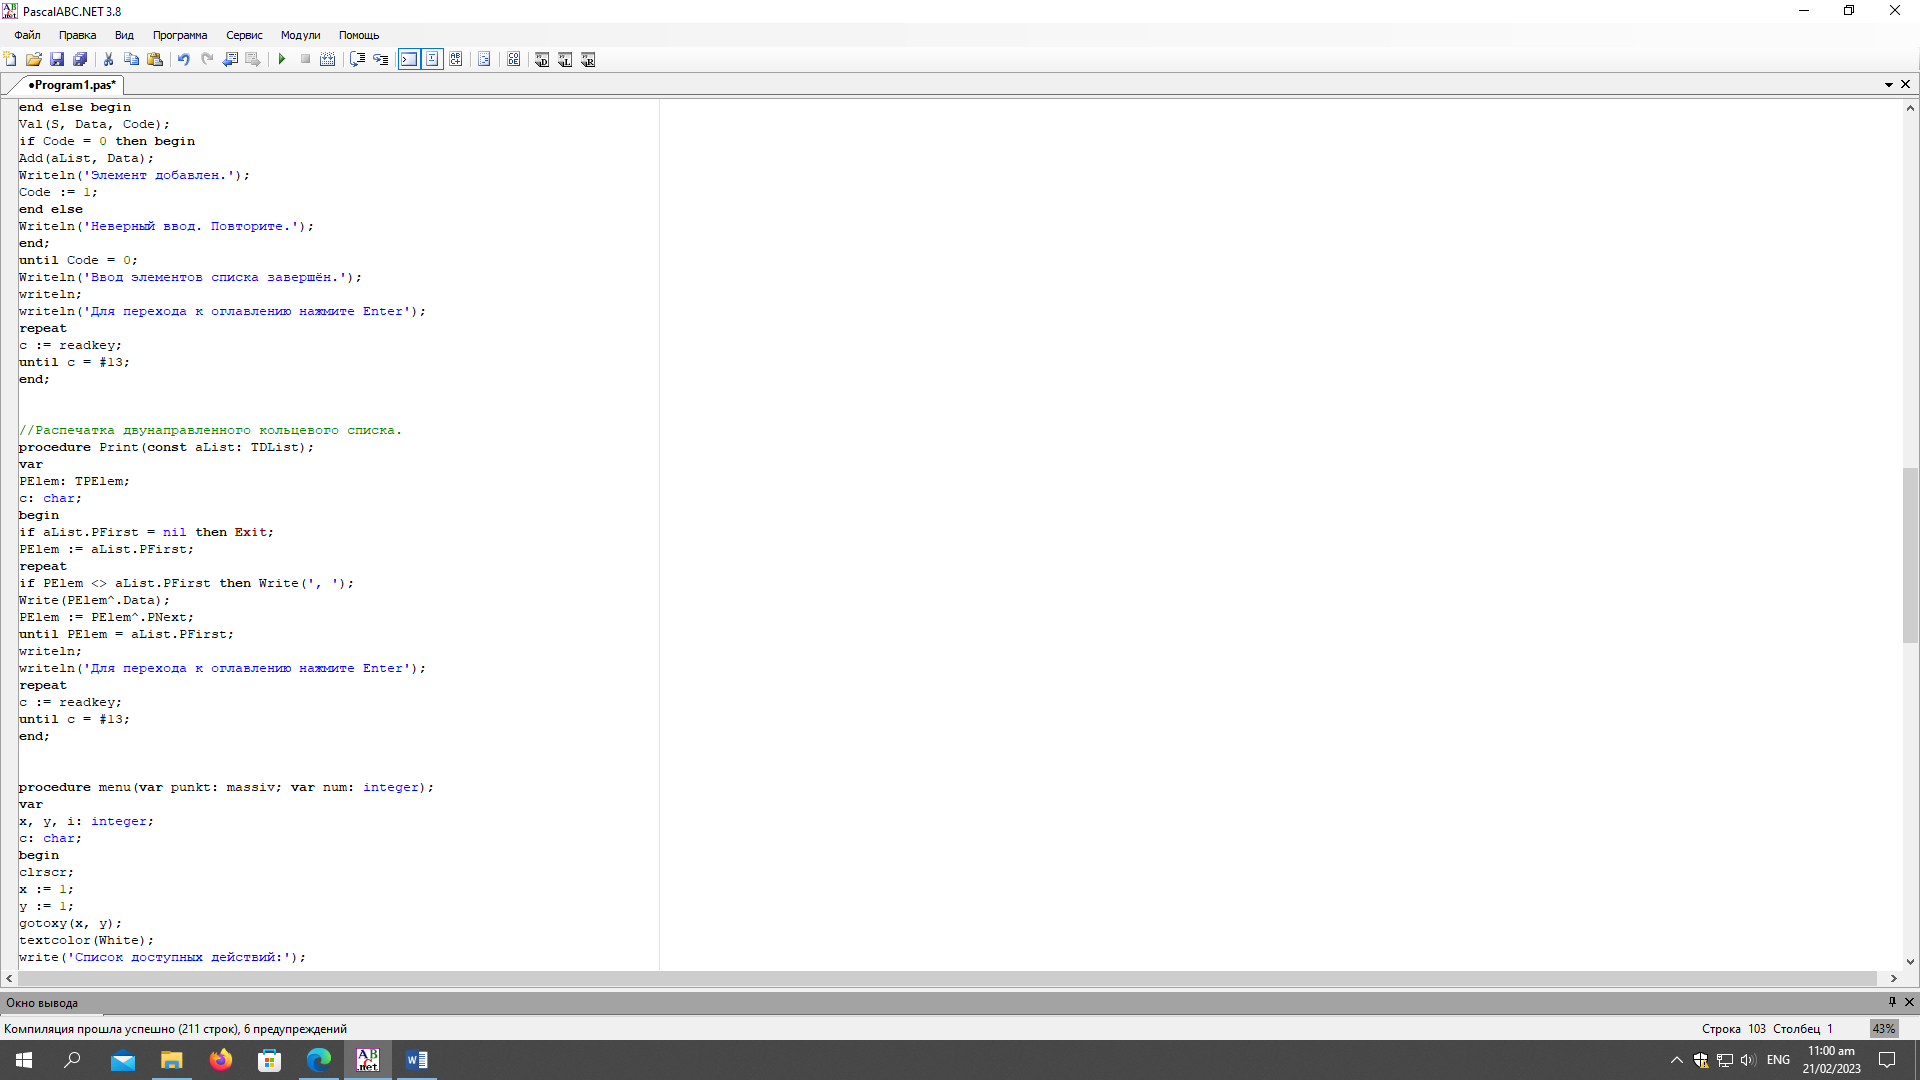 PascalABC.NET 3.8
Файл Правка Вид Программа Сервис Модули Помощь
•Program1.pas*
end else begin
Val(S, Data, Code);
if Code = 0 then begin
Add(aList, Data);
Writeln('Элемент добавлен.');
Code := 1;
end else
Writeln('Неверный ввод. Повторите.');
end;
until Code = 0;
Writeln('Ввод элементов списка завершён.');
writeln;
writeln('Для перехода к оглавлению нажмите Enter');
repeat
c := readkey;
until c = #13;
end;
//Распечатка двунаправленного кольцевого списка.
procedure Print(const aList: TDList);
var
PElem: TPElem;
c: char;
begin
if aList.PFirst = nil then Exit;
PElem := aList.PFirst;
repeat
if PElem <> aList.PFirst then Write(', ');
Write(PElem^.Data);
PElem := PElem^.PNext;
until PElem = aList.PFirst;
writeln;
writeln('Для перехода к оглавлению нажмите Enter');
repeat
c := readkey;
until c = #13;
end;
procedure menu(var punkt: massiv; var num: integer);
var
x, y, i: integer;
c: char;
begin
clrscr;
x := 1;
y := 1;
gotoxy(x, y);
textcolor(White);
write('Список доступных действий:');
Окно вывода
Компиляция прошла успешно (211 строк), 6 предупреждений Строка 103 Столбец 1 43%
ENG 11:00 am
21/02/2023